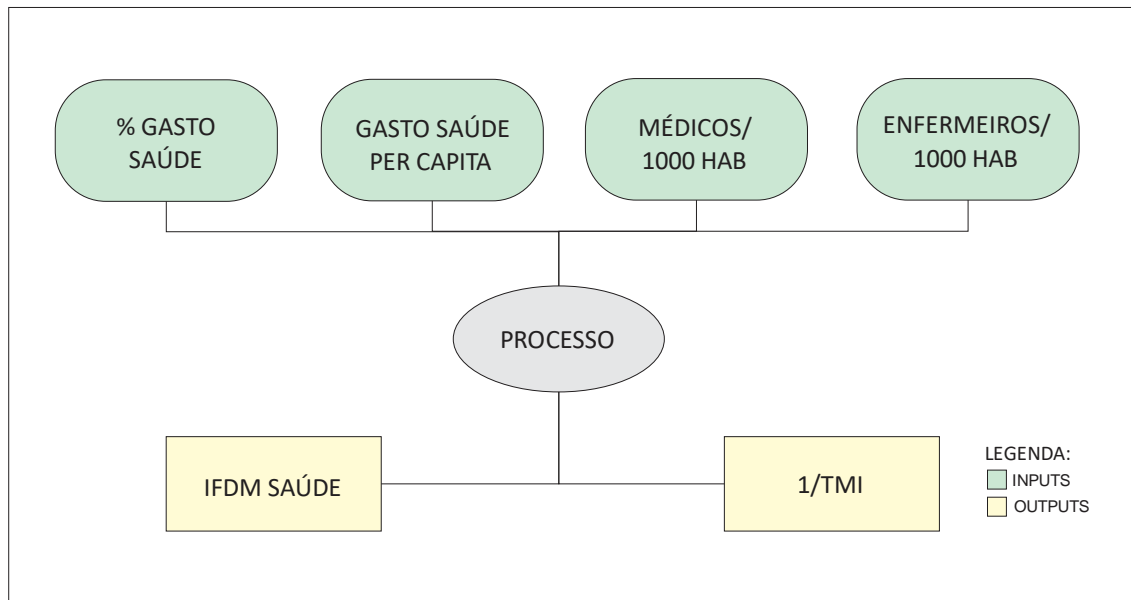 % GASTO
SAÚDE
GASTO SAÚDE
PER CAPITA
MÉDICOS/
1000 HAB
ENFERMEIROS/
1000 HAB
PROCESSO
IFDM SAÚDE
1/TMI
LEGENDA:
INPUTS
OUTPUTS